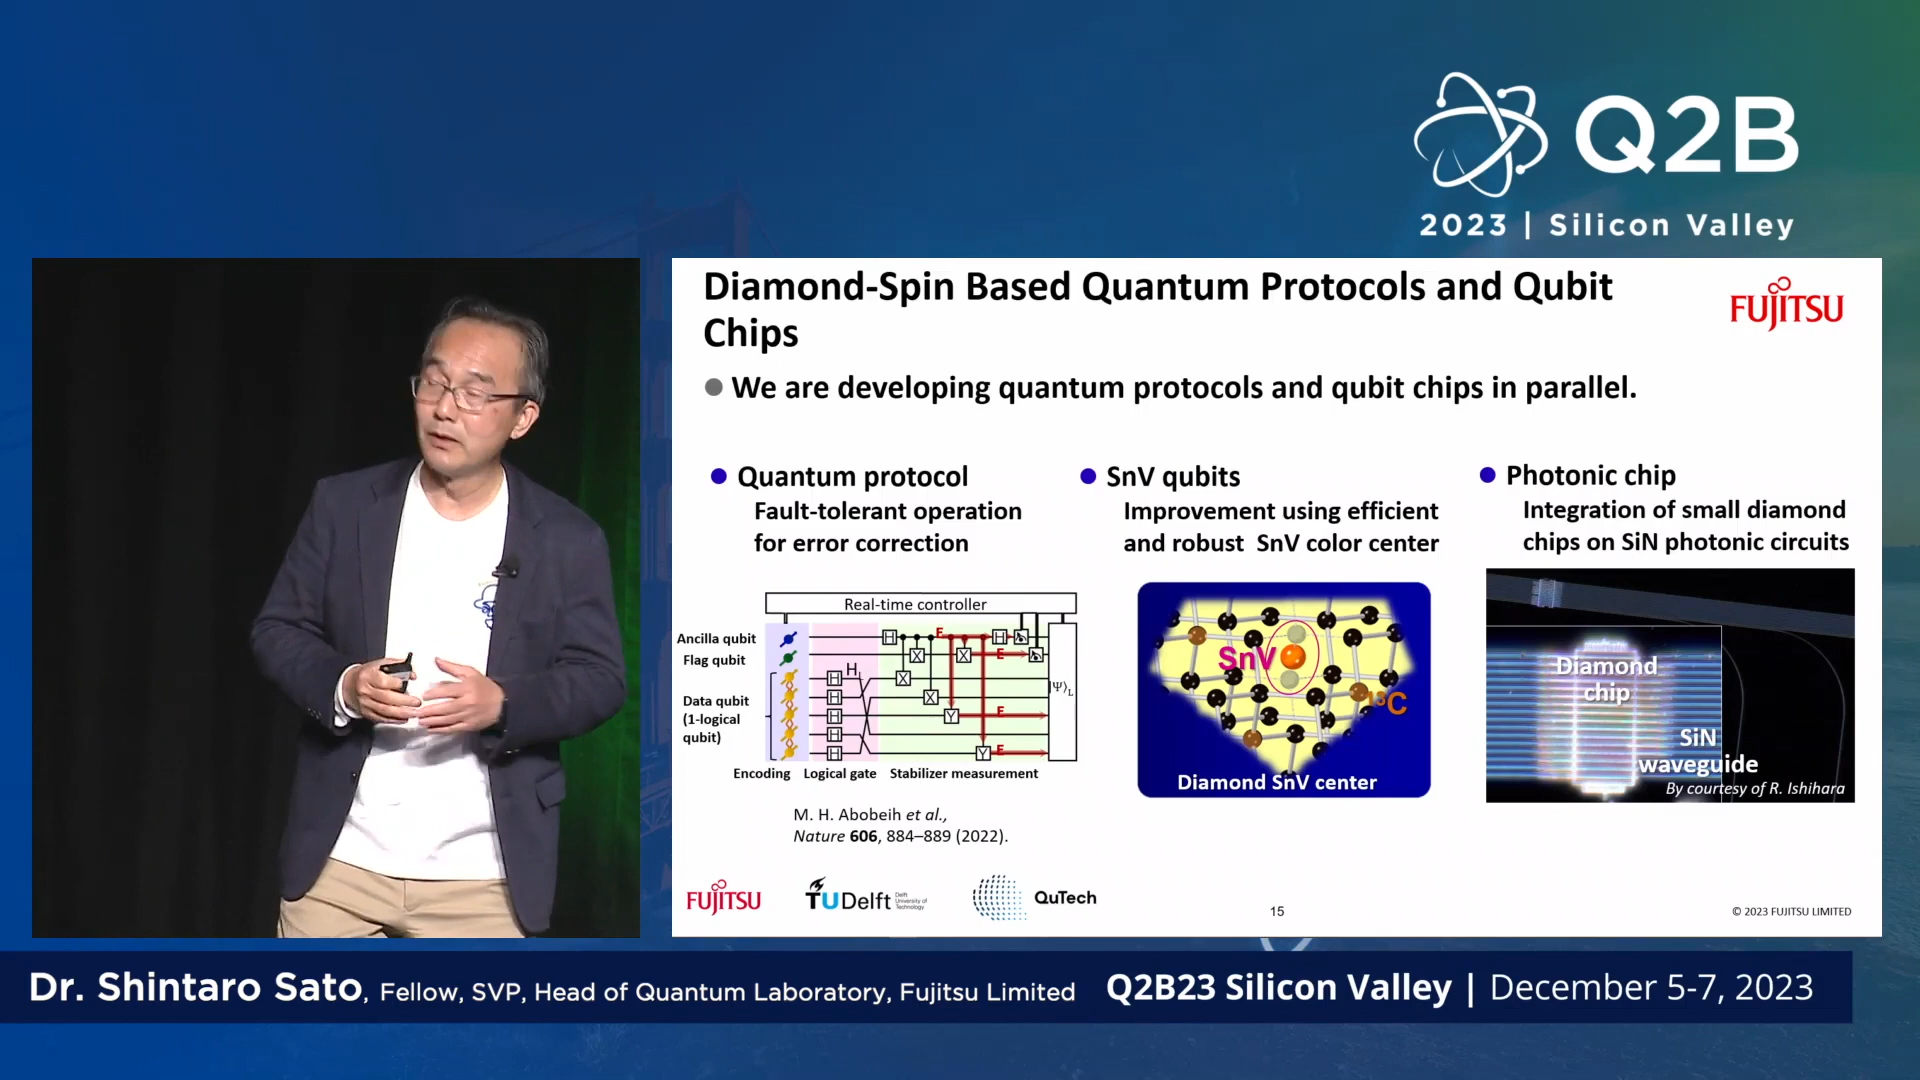 Q2B
2023 | Silicon Valley
Diamond-Spin Based Quantum Protocols and Qubit
Chips
FUJITSU
We are developing quantum protocols and qubit chips in parallel.
Quantum protocol
Fault-tolerant operation
for error correction
SnV qubits
Improvement using efficient
and robust SnV color center
Photonic chip
Integration of small diamond
chips on SiN photonic circuits
Real-time controller
Ancilla qubit
Flag qubit
Data qubit
(1-logical
qubit)
H
E
H
X
X
E
H
H
X
H
X
|Ψ⟩L
H
Y
E
H
H
Y
E
Encoding
Logical gate
Stabilizer measurement
M. H. Abobeih et al.,
Nature 606, 884–889 (2022).
SnV
13C
Diamond SnV center
Diamond
chip
SiN
waveguide
By courtesy of R. Ishihara
FUJITSU
TU Delft
Delft
University of
Technology
QuTech
15
© 2023 FUJITSU LIMITED
Dr. Shintaro Sato, Fellow, SVP, Head of Quantum Laboratory, Fujitsu Limited
Q2B23 Silicon Valley | December 5-7, 2023